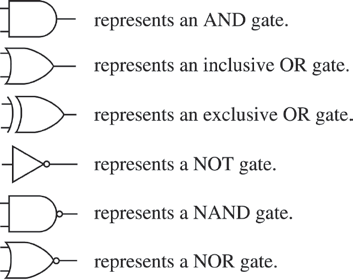 represents an AND gate.
represents an inclusive OR gate.
represents an exclusive OR gate.
represents a NOT gate.
represents a NAND gate.
represents a NOR gate.